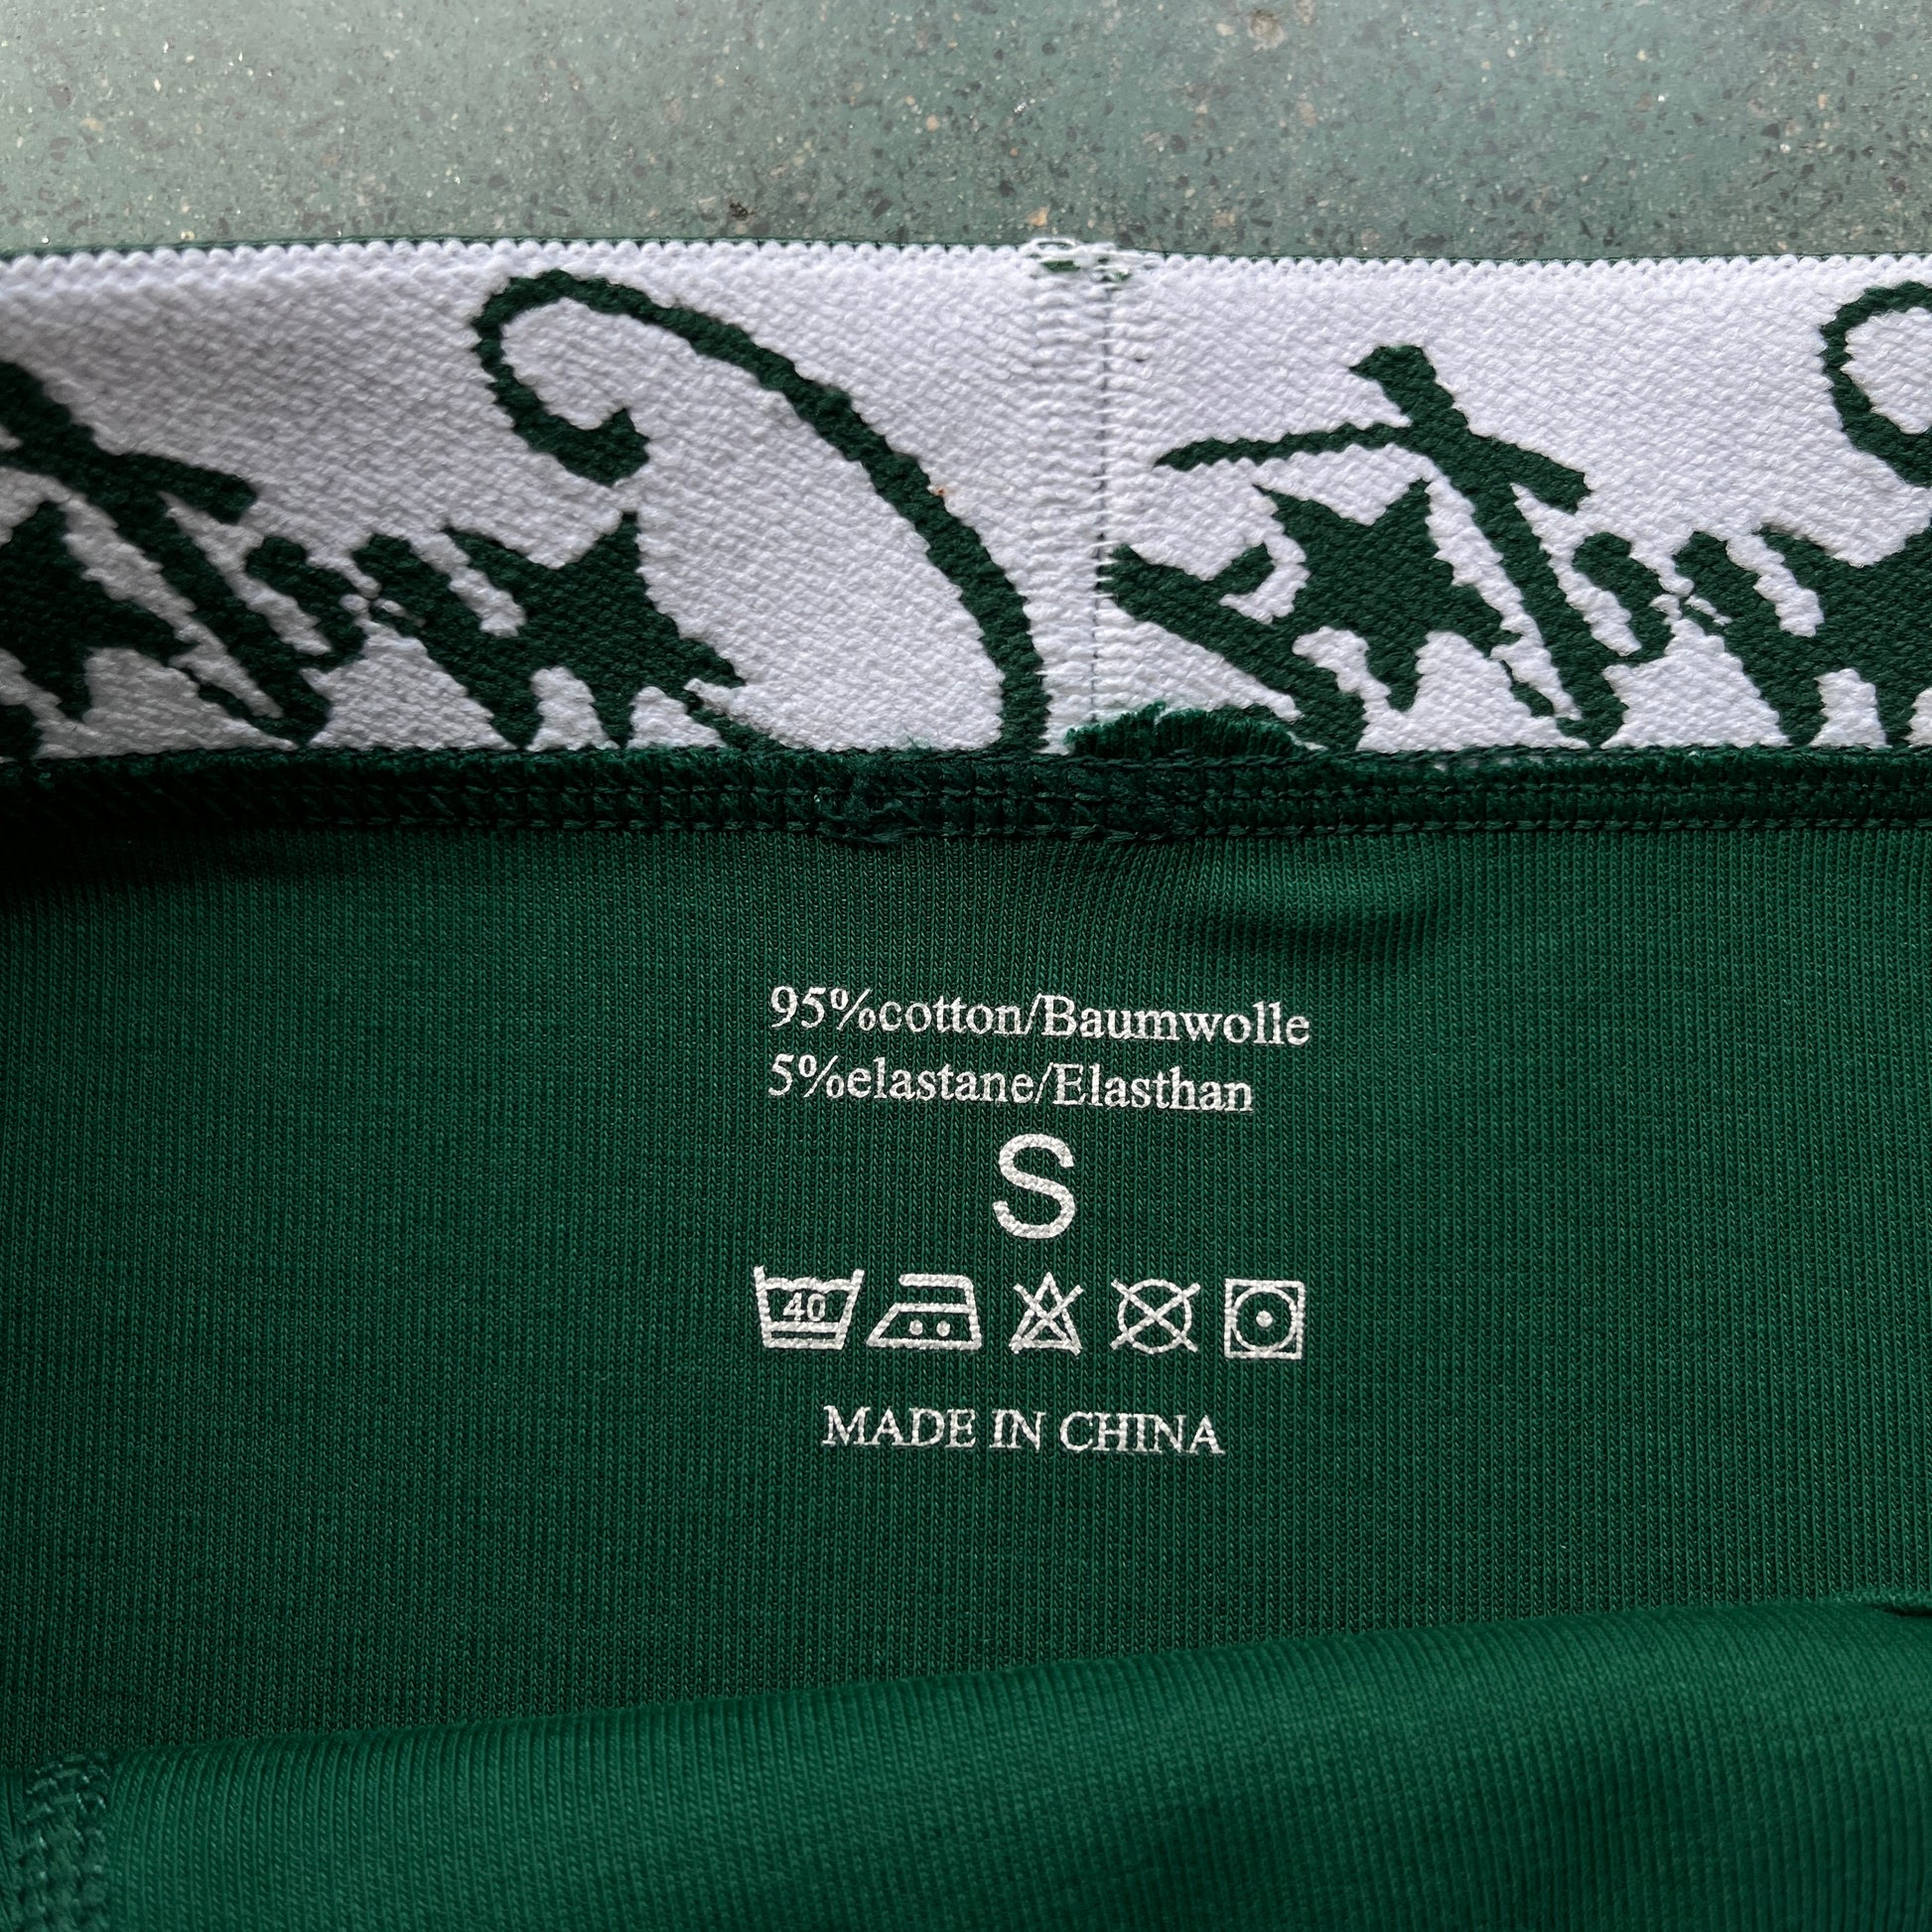 95%cotton/Baumwolle
5%elastane/Elasthan
S
40
MADE IN CHINA